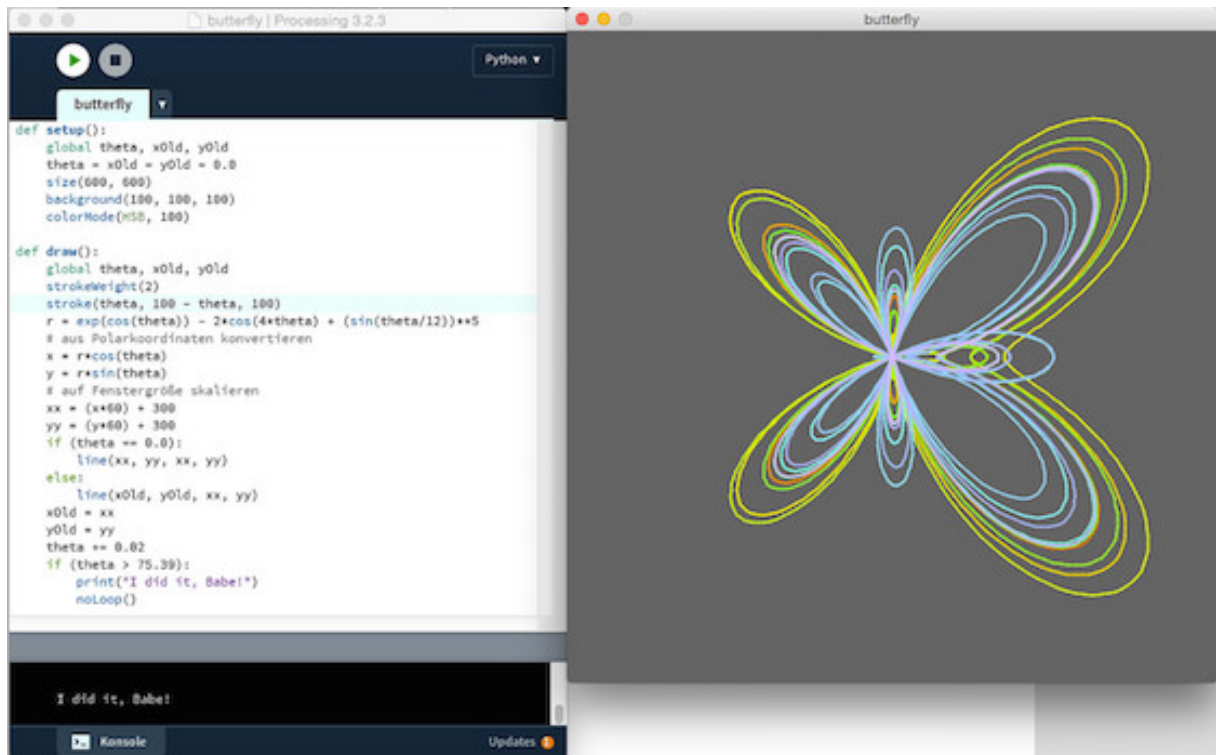 butterfly | Processing 3.2.3
Python ▾
butterfly ▾
def setup():
    global theta, xOld, yOld
    theta = xOld = yOld = 0.0
    size(600, 600)
    background(100, 100, 100)
    colorMode(HSB, 100)

def draw():
    global theta, xOld, yOld
    strokeWeight(2)
    stroke(theta, 100 - theta, 100)
    r = exp(cos(theta)) - 2*cos(4*theta) + (sin(theta/12))**5
    # aus Polarkoordinaten konvertieren
    x = r*cos(theta)
    y = r*sin(theta)
    # auf Fenstergröße skalieren
    xx = (x*60) + 300
    yy = (y*60) + 300
    if (theta == 0.0):
        line(xx, yy, xx, yy)
    else:
        line(xOld, yOld, xx, yy)
    xOld = xx
    yOld = yy
    theta += 0.02
    if (theta > 75.39):
        print("I did it, Babe!")
        noLoop()
I did it, Babe!
Konsole
Updates 1
butterfly